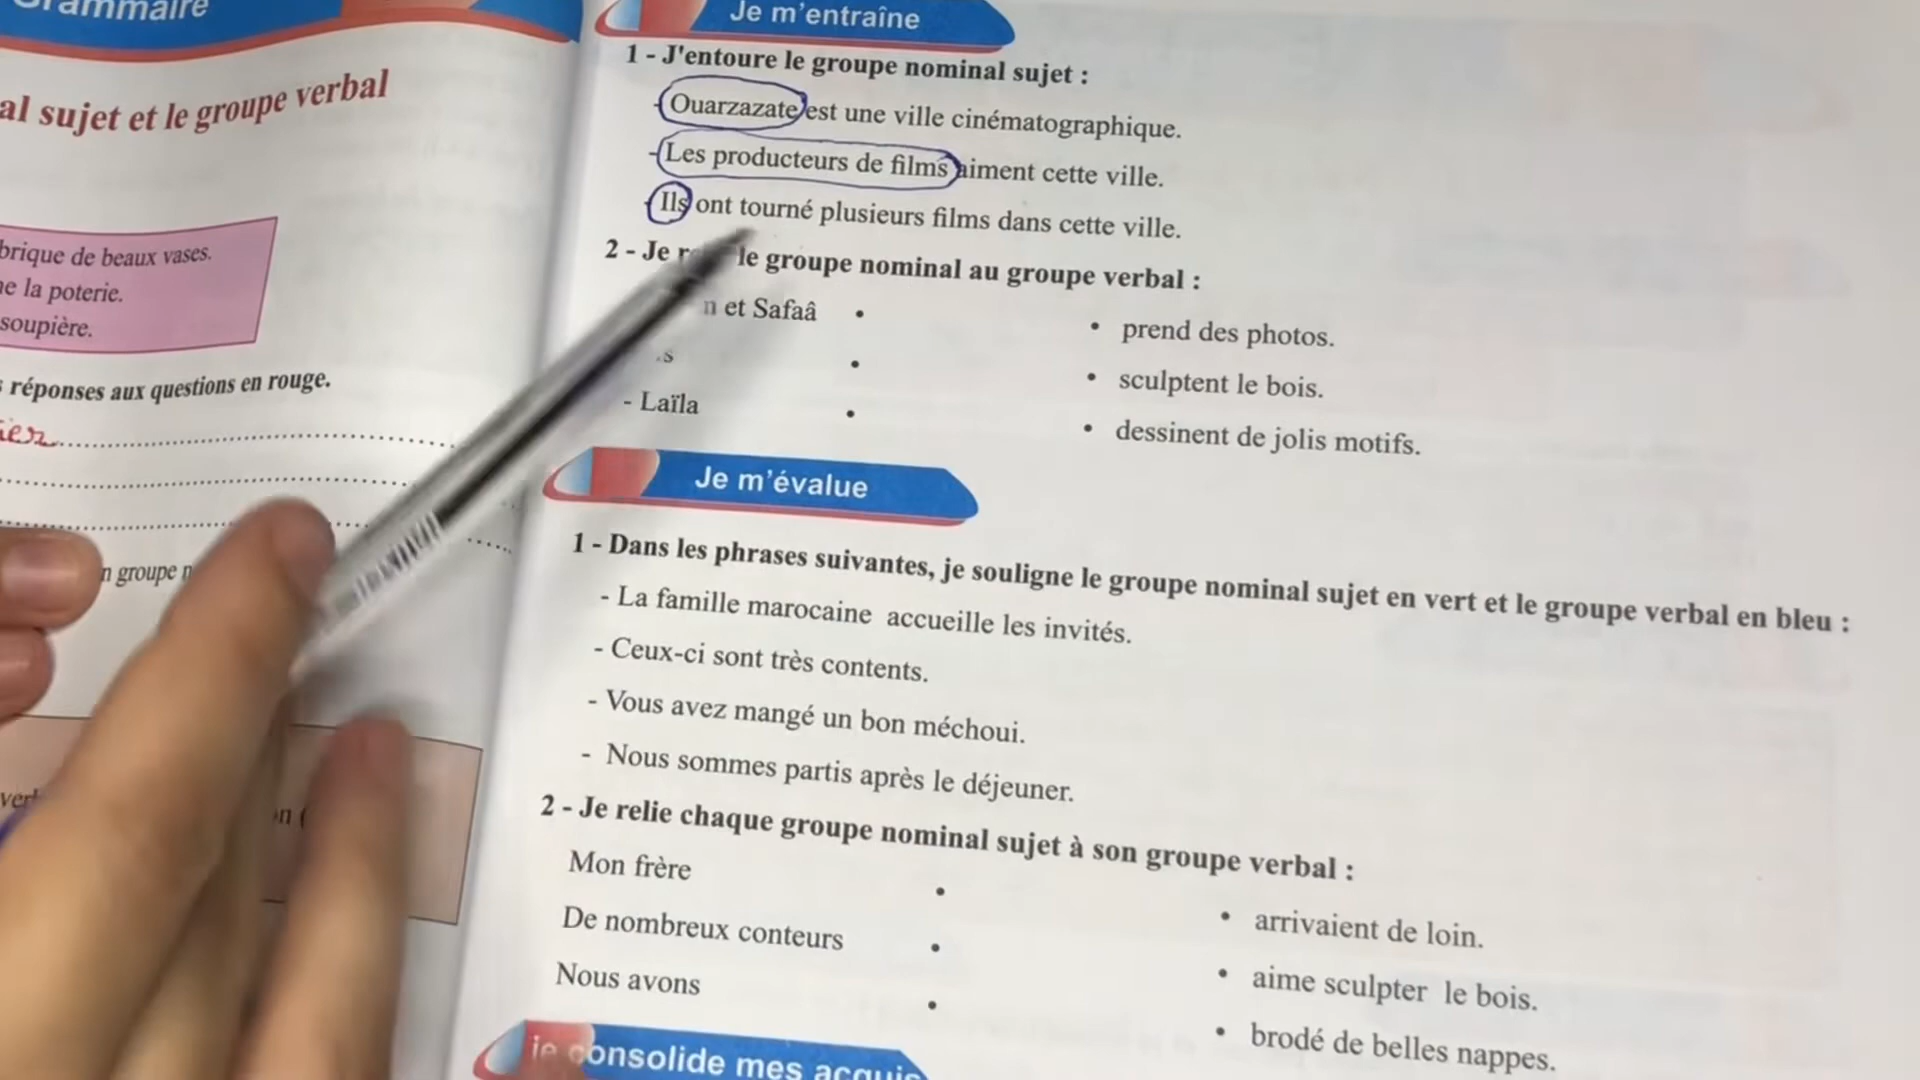 Grammaire
al sujet et le groupe verbal
brique de beaux vases.
ne la poterie.
soupière.
réponses aux questions en rouge.
ier
n groupe n
Je m'entraîne
1 - J'entoure le groupe nominal sujet :
- Ouarzazate est une ville cinématographique.
- Les producteurs de films aiment cette ville.
- Ils ont tourné plusieurs films dans cette ville.
2 - Je le groupe nominal au groupe verbal :
n et Safaâ • • prend des photos.
s • • sculptent le bois.
- Laïla • • dessinent de jolis motifs.
Je m'évalue
1 - Dans les phrases suivantes, je souligne le groupe nominal sujet en vert et le groupe verbal en bleu :
- La famille marocaine accueille les invités.
- Ceux-ci sont très contents.
- Vous avez mangé un bon méchoui.
- Nous sommes partis après le déjeuner.
2 - Je relie chaque groupe nominal sujet à son groupe verbal :
Mon frère • • arrivaient de loin.
De nombreux conteurs • • aime sculpter le bois.
Nous avons • • brodé de belles nappes.
je consolide mes acquis